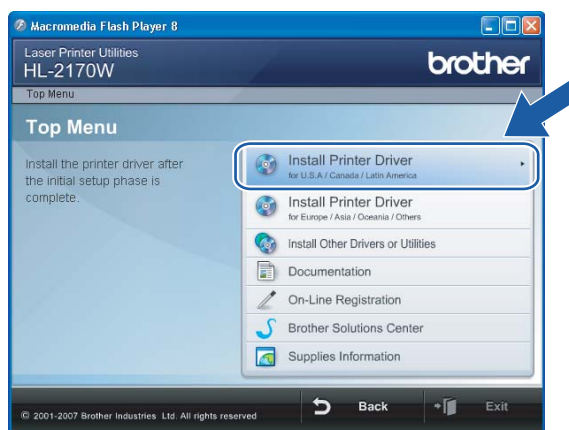 Macromedia Flash Player 8
Laser Printer Utilities
HL-2170W
brother
Top Menu
Top Menu
Install the printer driver after
the initial setup phase is
complete.
Install Printer Driver
for U.S.A / Canada / Latin America
Install Printer Driver
for Europe / Asia / Oceania / Others
Install Other Drivers or Utilities
Documentation
On-Line Registration
Brother Solutions Center
Supplies Information
© 2001-2007 Brother Industries Ltd. All rights reserved
Back
Exit